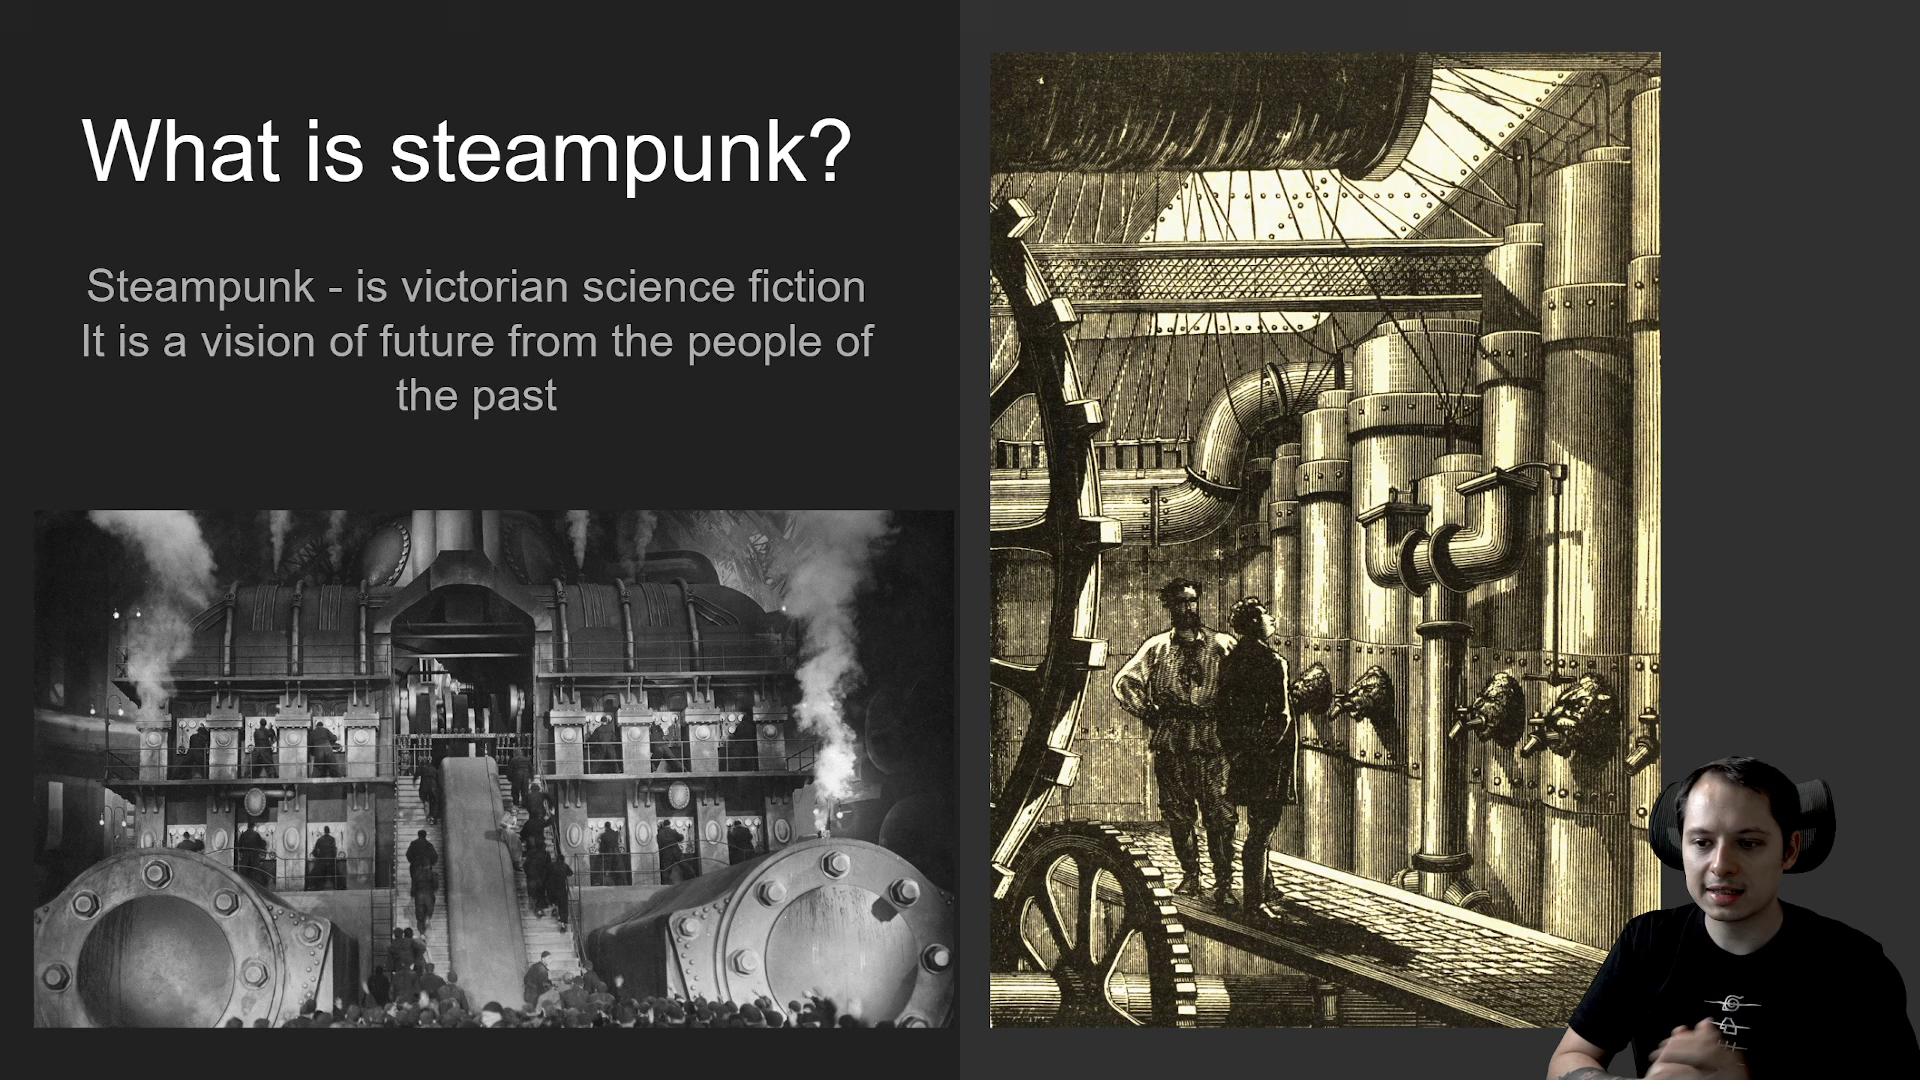 What is steampunk?
Steampunk - is victorian science fiction
It is a vision of future from the people of
the past